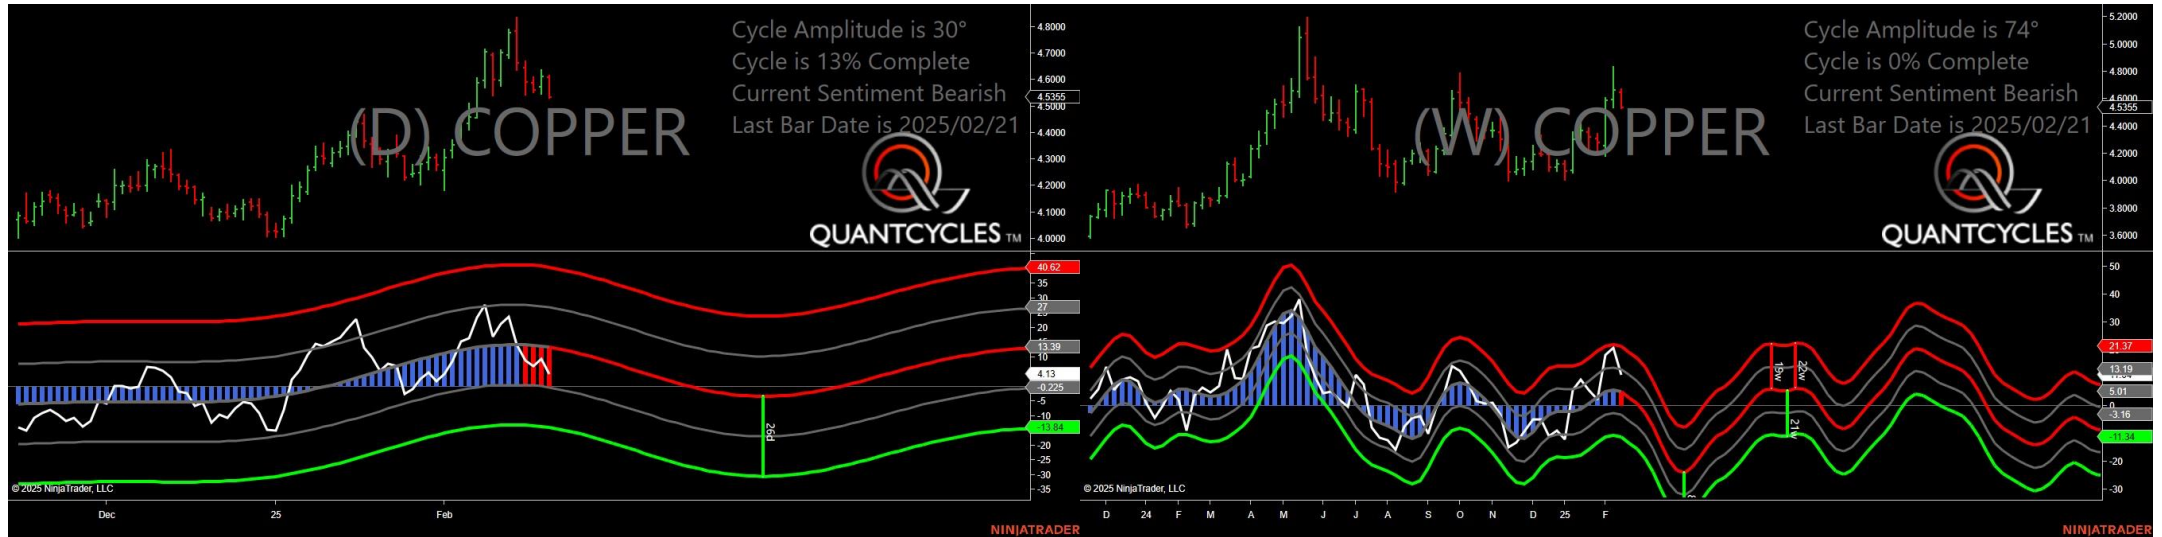 Cycle Amplitude is 30°
Cycle is 13% Complete
Current Sentiment Bearish
Last Bar Date is 2025/02/21
(D) COPPER
QUANTCYCLES TM
4.8000
4.7000
4.6000
4.5355
4.5000
4.4000
4.3000
4.2000
4.1000
4.0000
40.62
35
30
27
20
13.39
10
4.13
-0.225
-5
-10
-13.84
-20
-25
-30
-35
26d
© 2025 NinjaTrader, LLC
Dec
25
Feb
NINJATRADER
Cycle Amplitude is 74°
Cycle is 0% Complete
Current Sentiment Bearish
Last Bar Date is 2025/02/21
(W) COPPER
QUANTCYCLES TM
5.2000
5.0000
4.8000
4.6000
4.5355
4.4000
4.2000
4.0000
3.8000
3.6000
50
40
30
21.37
13.19
5.01
0
-3.16
-11.34
-20
-30
19w
22w
21w
© 2025 NinjaTrader, LLC
D 24 F M A M J J A S O N D 25 F
NINJATRADER